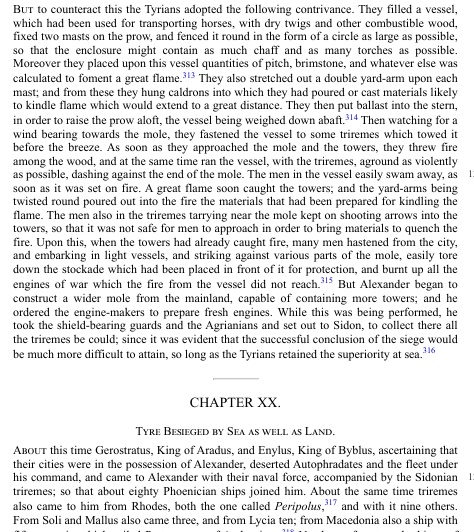 BUT to counteract this the Tyrians adopted the following contrivance. They filled a vessel,
which had been used for transporting horses, with dry twigs and other combustible wood,
fixed two masts on the prow, and fenced it round in the form of a circle as large as possible,
so that the enclosure might contain as much chaff and as many torches as possible.
Moreover they placed upon this vessel quantities of pitch, brimstone, and whatever else was
calculated to foment a great flame.313 They also stretched out a double yard-arm upon each
mast; and from these they hung caldrons into which they had poured or cast materials likely
to kindle flame which would extend to a great distance. They then put ballast into the stern,
in order to raise the prow aloft, the vessel being weighed down abaft.314 Then watching for a
wind bearing towards the mole, they fastened the vessel to some triremes which towed it
before the breeze. As soon as they approached the mole and the towers, they threw fire
among the wood, and at the same time ran the vessel, with the triremes, aground as violently
as possible, dashing against the end of the mole. The men in the vessel easily swam away, as
soon as it was set on fire. A great flame soon caught the towers; and the yard-arms being
twisted round poured out into the fire the materials that had been prepared for kindling the
flame. The men also in the triremes tarrying near the mole kept on shooting arrows into the
towers, so that it was not safe for men to approach in order to bring materials to quench the
fire. Upon this, when the towers had already caught fire, many men hastened from the city,
and embarking in light vessels, and striking against various parts of the mole, easily tore
down the stockade which had been placed in front of it for protection, and burnt up all the
engines of war which the fire from the vessel did not reach.315 But Alexander began to
construct a wider mole from the mainland, capable of containing more towers; and he
ordered the engine-makers to prepare fresh engines. While this was being performed, he
took the shield-bearing guards and the Agrianians and set out to Sidon, to collect there all
the triremes he could; since it was evident that the successful conclusion of the siege would
be much more difficult to attain, so long as the Tyrians retained the superiority at sea.316
CHAPTER XX.
TYRE BESIEGED BY SEA AS WELL AS LAND.
ABOUT this time Gerostratus, King of Aradus, and Enylus, King of Byblus, ascertaining that
their cities were in the possession of Alexander, deserted Autophradates and the fleet under
his command, and came to Alexander with their naval force, accompanied by the Sidonian
triremes; so that about eighty Phoenician ships joined him. About the same time triremes
also came to him from Rhodes, both the one called Peripolus,317 and with it nine others.
From Soli and Mallus also came three, and from Lycia ten; from Macedonia also a ship with